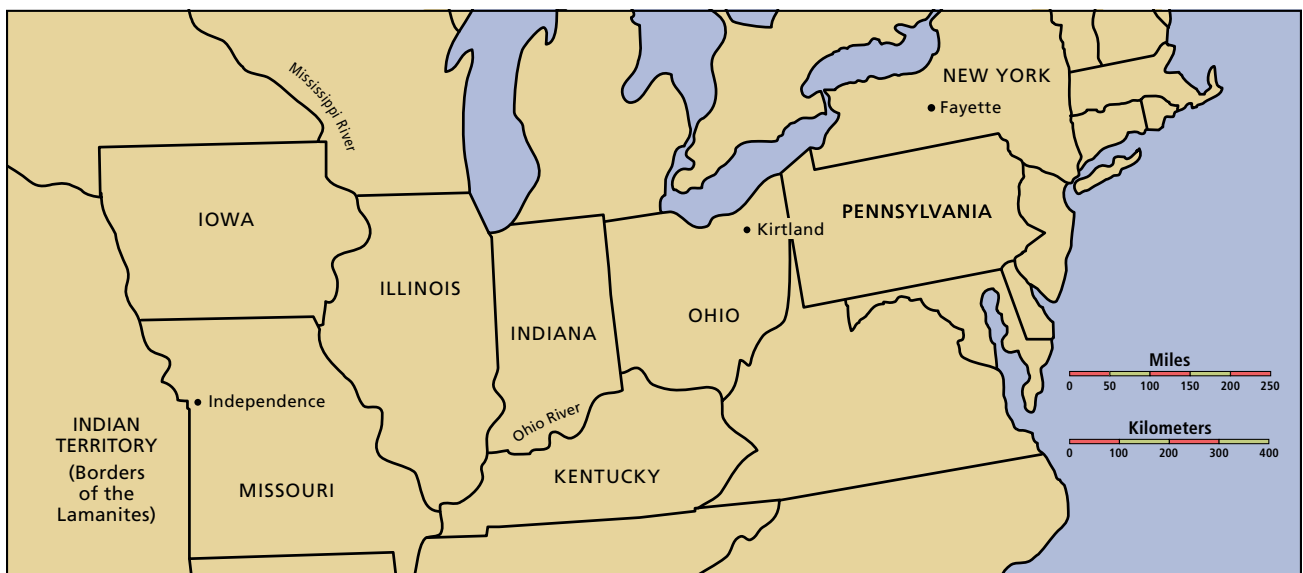 Mississippi River
NEW YORK
Fayette
IOWA
PENNSYLVANIA
Kirtland
ILLINOIS
OHIO
INDIANA
Miles
0 50 100 150 200 250
Independence
Ohio River
INDIAN
TERRITORY
(Borders
of the
Lamanites)
Kilometers
0 100 200 300 400
KENTUCKY
MISSOURI